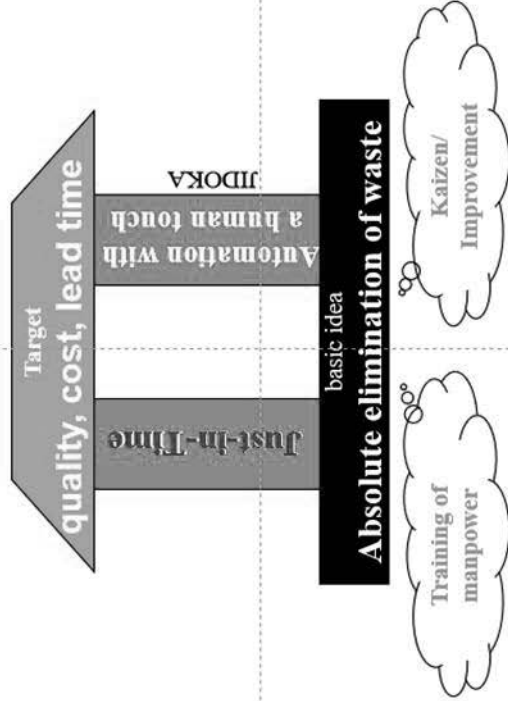 Target
quality, cost, lead time
Just-in-Time
Automation with
a human touch
JIDOKA
basic idea
Absolute elimination of waste
Training of
manpower
Kaizen/
Improvement